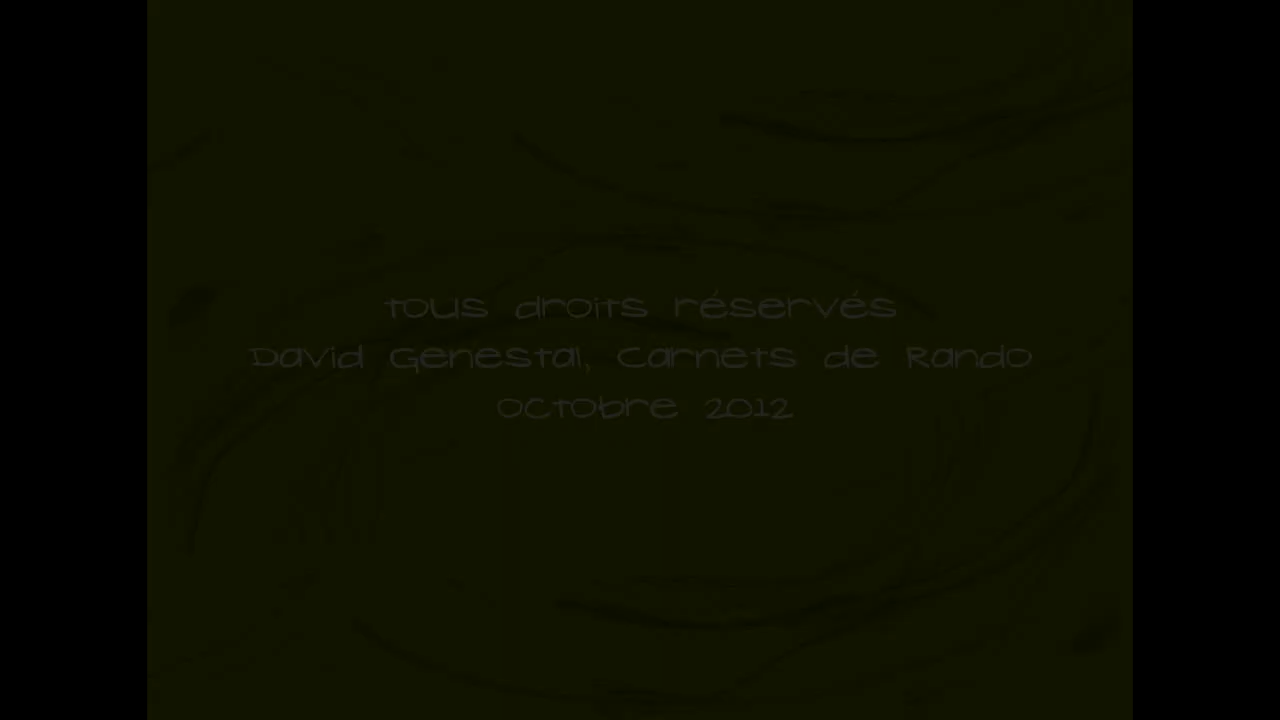 tous droits réservés
David Genestal, Carnets de Rando
octobre 2012